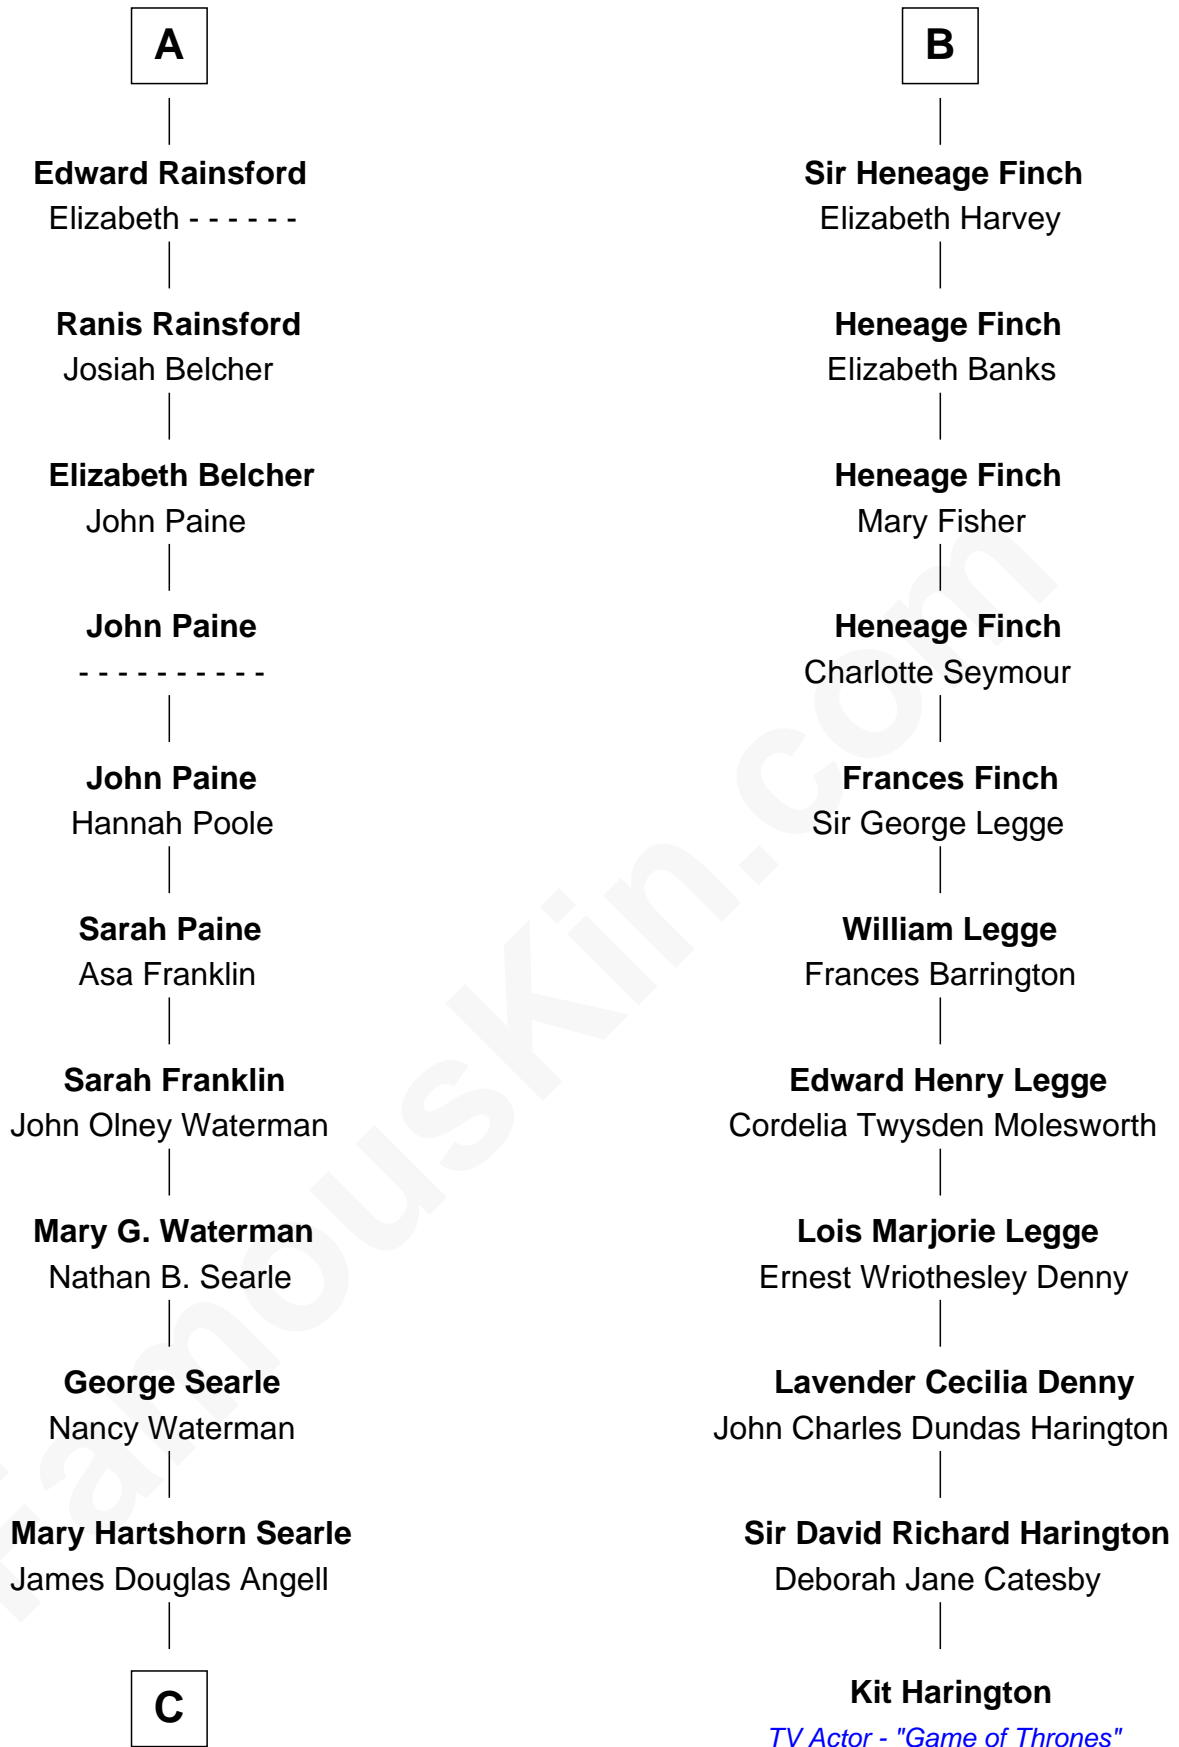 A
Edward Rainsford
Elizabeth - - - - - -
Ranis Rainsford
Josiah Belcher
Elizabeth Belcher
John Paine
John Paine
- - - - - - - - - -
John Paine
Hannah Poole
Sarah Paine
Asa Franklin
Sarah Franklin
John Olney Waterman
Mary G. Waterman
Nathan B. Searle
George Searle
Nancy Waterman
Mary Hartshorn Searle
James Douglas Angell
C
B
Sir Heneage Finch
Elizabeth Harvey
Heneage Finch
Elizabeth Banks
Heneage Finch
Mary Fisher
Heneage Finch
Charlotte Seymour
Frances Finch
Sir George Legge
William Legge
Frances Barrington
Edward Henry Legge
Cordelia Twysden Molesworth
Lois Marjorie Legge
Ernest Wriothesley Denny
Lavender Cecilia Denny
John Charles Dundas Harington
Sir David Richard Harington
Deborah Jane Catesby
Kit Harington
TV Actor - "Game of Thrones"
FamousKin.com